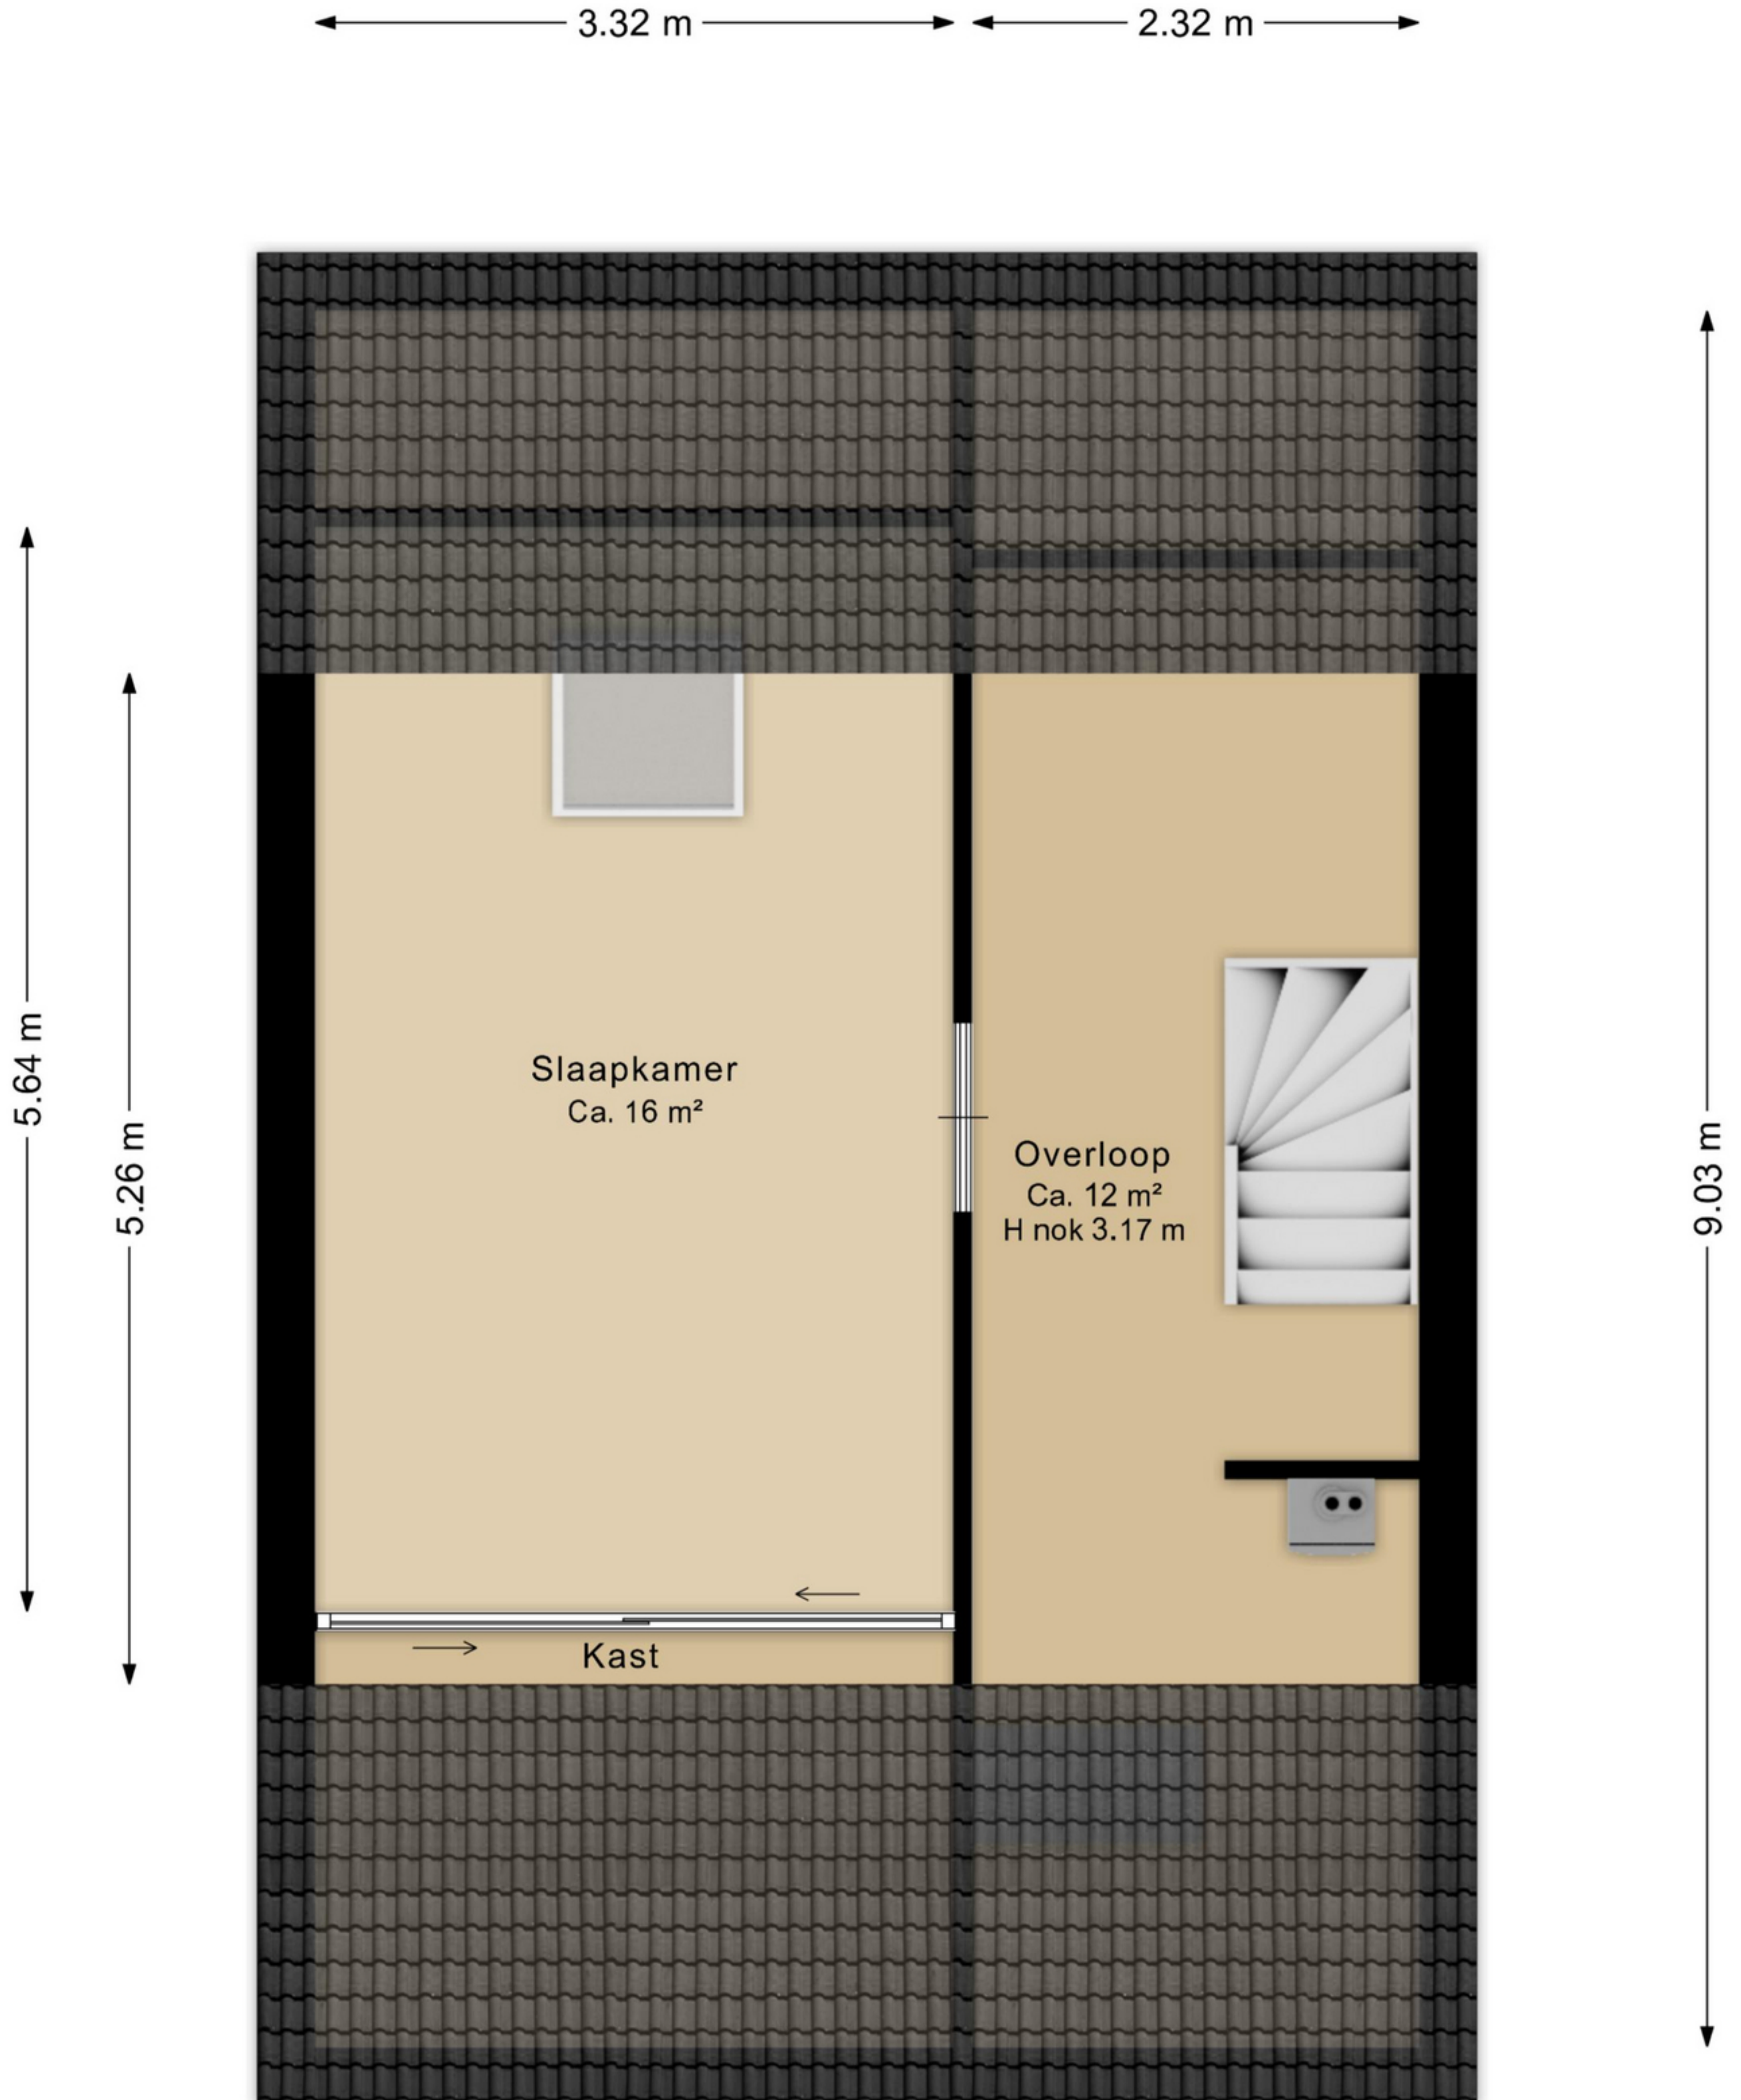 3.32 m
2.32 m
5.64 m
5.26 m
9.03 m
Slaapkamer
Ca. 16 m²
Overloop
Ca. 12 m²
H nok 3.17 m
Kast